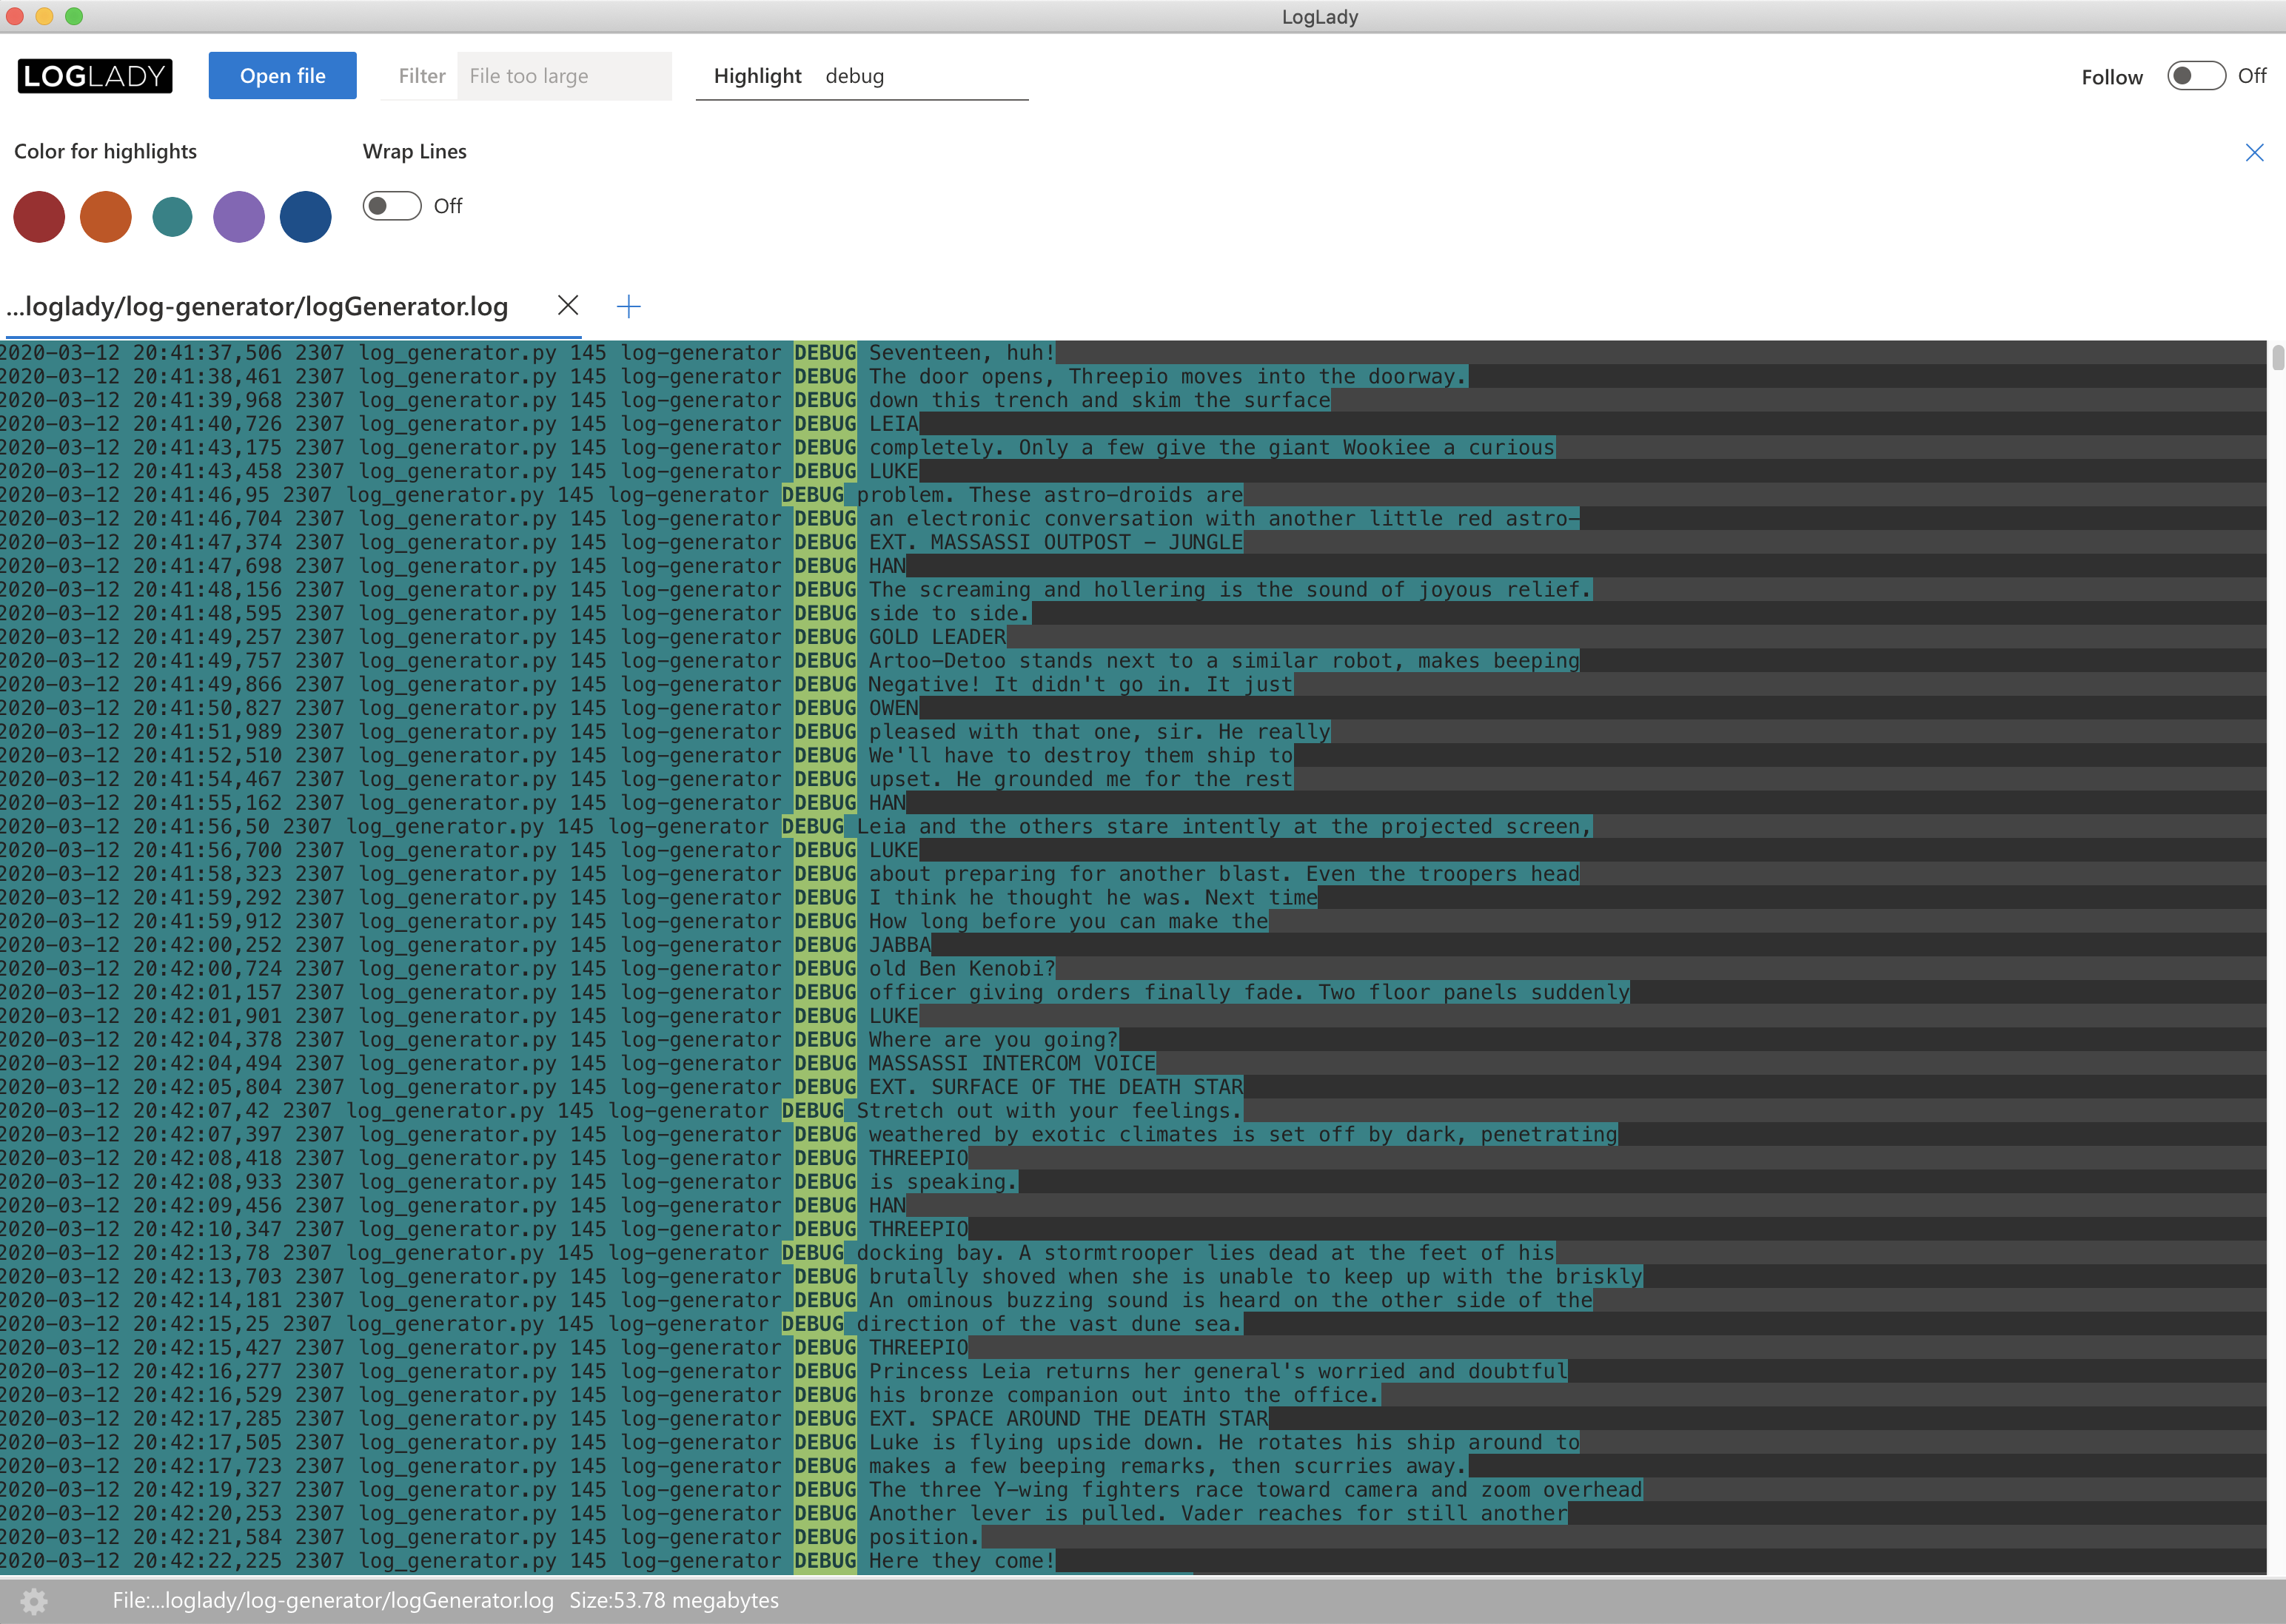 LogLady
LOGLADY Open file Filter File too large Highlight debug Follow Off
Color for highlights Wrap Lines
Off
...loglady/log-generator/logGenerator.log
2020-03-12 20:41:37,506 2307 log_generator.py 145 log-generator DEBUG Seventeen, huh!
2020-03-12 20:41:38,461 2307 log_generator.py 145 log-generator DEBUG The door opens, Threepio moves into the doorway.
2020-03-12 20:41:39,968 2307 log_generator.py 145 log-generator DEBUG down this trench and skim the surface
2020-03-12 20:41:40,726 2307 log_generator.py 145 log-generator DEBUG LEIA
2020-03-12 20:41:43,175 2307 log_generator.py 145 log-generator DEBUG completely. Only a few give the giant Wookiee a curious
2020-03-12 20:41:43,458 2307 log_generator.py 145 log-generator DEBUG LUKE
2020-03-12 20:41:46,95 2307 log_generator.py 145 log-generator DEBUG problem. These astro-droids are
2020-03-12 20:41:46,704 2307 log_generator.py 145 log-generator DEBUG an electronic conversation with another little red astro-
2020-03-12 20:41:47,374 2307 log_generator.py 145 log-generator DEBUG EXT. MASSASSI OUTPOST - JUNGLE
2020-03-12 20:41:47,698 2307 log_generator.py 145 log-generator DEBUG HAN
2020-03-12 20:41:48,156 2307 log_generator.py 145 log-generator DEBUG The screaming and hollering is the sound of joyous relief.
2020-03-12 20:41:48,595 2307 log_generator.py 145 log-generator DEBUG side to side.
2020-03-12 20:41:49,257 2307 log_generator.py 145 log-generator DEBUG GOLD LEADER
2020-03-12 20:41:49,757 2307 log_generator.py 145 log-generator DEBUG Artoo-Detoo stands next to a similar robot, makes beeping
2020-03-12 20:41:49,866 2307 log_generator.py 145 log-generator DEBUG Negative! It didn't go in. It just
2020-03-12 20:41:50,827 2307 log_generator.py 145 log-generator DEBUG OWEN
2020-03-12 20:41:51,989 2307 log_generator.py 145 log-generator DEBUG pleased with that one, sir. He really
2020-03-12 20:41:52,510 2307 log_generator.py 145 log-generator DEBUG We'll have to destroy them ship to
2020-03-12 20:41:54,467 2307 log_generator.py 145 log-generator DEBUG upset. He grounded me for the rest
2020-03-12 20:41:55,162 2307 log_generator.py 145 log-generator DEBUG HAN
2020-03-12 20:41:56,50 2307 log_generator.py 145 log-generator DEBUG Leia and the others stare intently at the projected screen,
2020-03-12 20:41:56,700 2307 log_generator.py 145 log-generator DEBUG LUKE
2020-03-12 20:41:58,323 2307 log_generator.py 145 log-generator DEBUG about preparing for another blast. Even the troopers head
2020-03-12 20:41:59,292 2307 log_generator.py 145 log-generator DEBUG I think he thought he was. Next time
2020-03-12 20:41:59,912 2307 log_generator.py 145 log-generator DEBUG How long before you can make the
2020-03-12 20:42:00,252 2307 log_generator.py 145 log-generator DEBUG JABBA
2020-03-12 20:42:00,724 2307 log_generator.py 145 log-generator DEBUG old Ben Kenobi?
2020-03-12 20:42:01,157 2307 log_generator.py 145 log-generator DEBUG officer giving orders finally fade. Two floor panels suddenly
2020-03-12 20:42:01,901 2307 log_generator.py 145 log-generator DEBUG LUKE
2020-03-12 20:42:04,378 2307 log_generator.py 145 log-generator DEBUG Where are you going?
2020-03-12 20:42:04,494 2307 log_generator.py 145 log-generator DEBUG MASSASSI INTERCOM VOICE
2020-03-12 20:42:05,804 2307 log_generator.py 145 log-generator DEBUG EXT. SURFACE OF THE DEATH STAR
2020-03-12 20:42:07,42 2307 log_generator.py 145 log-generator DEBUG Stretch out with your feelings.
2020-03-12 20:42:07,397 2307 log_generator.py 145 log-generator DEBUG weathered by exotic climates is set off by dark, penetrating
2020-03-12 20:42:08,418 2307 log_generator.py 145 log-generator DEBUG THREEPIO
2020-03-12 20:42:08,933 2307 log_generator.py 145 log-generator DEBUG is speaking.
2020-03-12 20:42:09,456 2307 log_generator.py 145 log-generator DEBUG HAN
2020-03-12 20:42:10,347 2307 log_generator.py 145 log-generator DEBUG THREEPIO
2020-03-12 20:42:13,78 2307 log_generator.py 145 log-generator DEBUG docking bay. A stormtrooper lies dead at the feet of his
2020-03-12 20:42:13,703 2307 log_generator.py 145 log-generator DEBUG brutally shoved when she is unable to keep up with the briskly
2020-03-12 20:42:14,181 2307 log_generator.py 145 log-generator DEBUG An ominous buzzing sound is heard on the other side of the
2020-03-12 20:42:15,25 2307 log_generator.py 145 log-generator DEBUG direction of the vast dune sea.
2020-03-12 20:42:15,427 2307 log_generator.py 145 log-generator DEBUG THREEPIO
2020-03-12 20:42:16,277 2307 log_generator.py 145 log-generator DEBUG Princess Leia returns her general's worried and doubtful
2020-03-12 20:42:16,529 2307 log_generator.py 145 log-generator DEBUG his bronze companion out into the office.
2020-03-12 20:42:17,285 2307 log_generator.py 145 log-generator DEBUG EXT. SPACE AROUND THE DEATH STAR
2020-03-12 20:42:17,505 2307 log_generator.py 145 log-generator DEBUG Luke is flying upside down. He rotates his ship around to
2020-03-12 20:42:17,723 2307 log_generator.py 145 log-generator DEBUG makes a few beeping remarks, then scurries away.
2020-03-12 20:42:19,327 2307 log_generator.py 145 log-generator DEBUG The three Y-wing fighters race toward camera and zoom overhead
2020-03-12 20:42:20,253 2307 log_generator.py 145 log-generator DEBUG Another lever is pulled. Vader reaches for still another
2020-03-12 20:42:21,584 2307 log_generator.py 145 log-generator DEBUG position.
2020-03-12 20:42:22,225 2307 log_generator.py 145 log-generator DEBUG Here they come!
File:...loglady/log-generator/logGenerator.log Size:53.78 megabytes